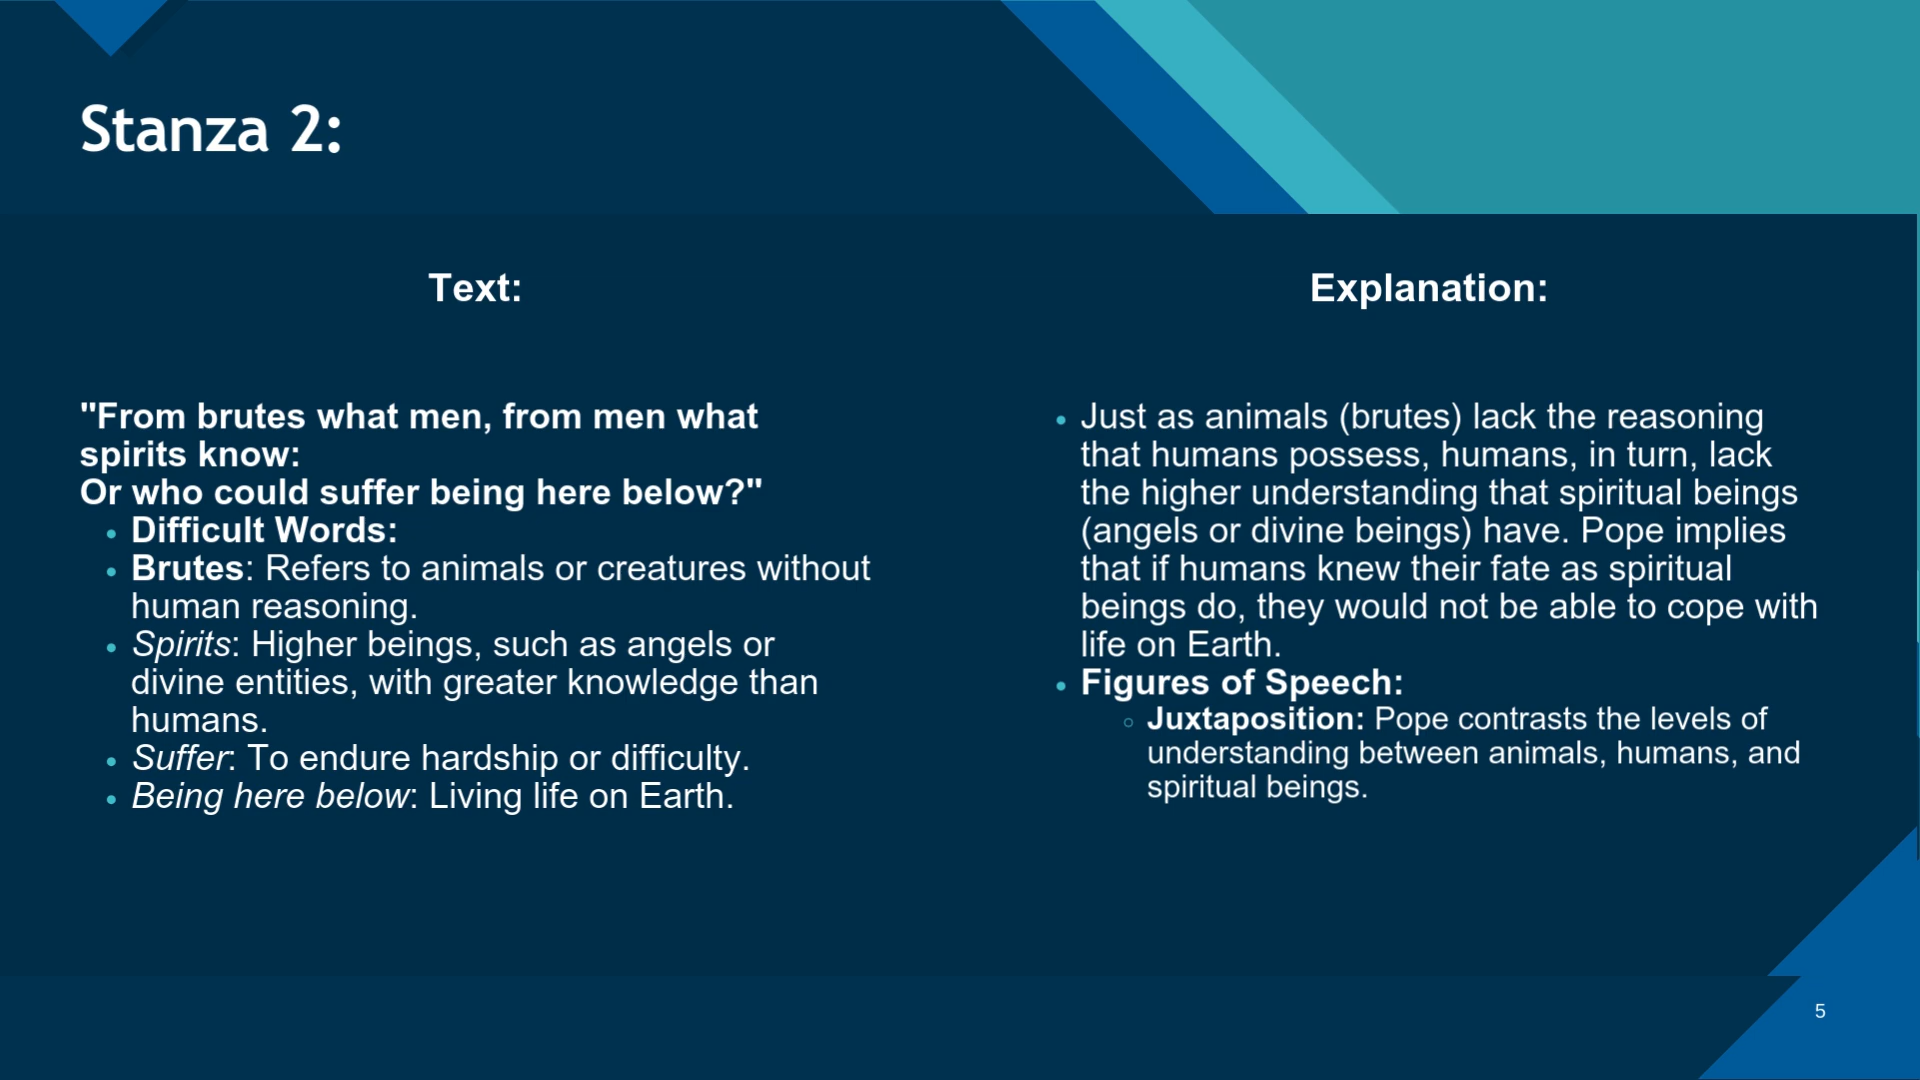 Stanza 2:
Text:
"From brutes what men, from men what
spirits know:
Or who could suffer being here below?"
• Difficult Words:
• Brutes: Refers to animals or creatures without
human reasoning.
• Spirits: Higher beings, such as angels or
divine entities, with greater knowledge than
humans.
• Suffer: To endure hardship or difficulty.
• Being here below: Living life on Earth.
Explanation:
• Just as animals (brutes) lack the reasoning
that humans possess, humans, in turn, lack
the higher understanding that spiritual beings
(angels or divine beings) have. Pope implies
that if humans knew their fate as spiritual
beings do, they would not be able to cope with
life on Earth.
• Figures of Speech:
○ Juxtaposition: Pope contrasts the levels of
understanding between animals, humans, and
spiritual beings.
5